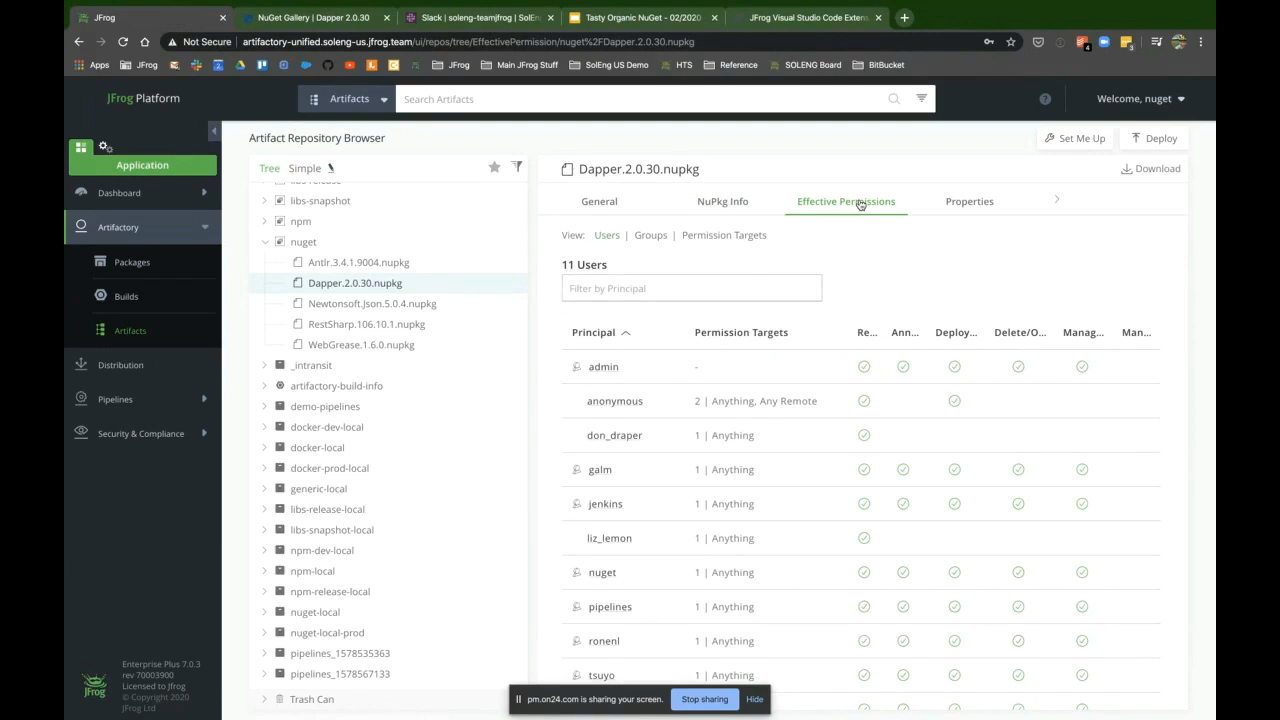 JFrog
NuGet Gallery | Dapper 2.0.30
Slack | soleng-teamjfrog | SolEn
Tasty Organic NuGet - 02/2020
JFrog Visual Studio Code Exten
Not Secure | artifactory-unified.soleng-us.jfrog.team/ui/repos/tree/EffectivePermission/nuget%2FDapper.2.0.30.nupkg
4
3
Apps
JFrog
JFrog
Main JFrog Stuff
SolEng US Demo
HTS
Reference
SOLENG Board
BitBucket
JFrog Platform
Artifacts
Search Artifacts
Welcome, nuget
Application
Dashboard
Artifactory
Packages
Builds
Artifacts
Distribution
Pipelines
Security & Compliance
Enterprise Plus 7.0.3
rev 70003900
Licensed to Jfrog
© Copyright 2020
JFrog Ltd
JFrog
Artifact Repository Browser
Set Me Up
Deploy
Tree
Simple
libs-release
libs-snapshot
npm
nuget
Antlr.3.4.1.9004.nupkg
Dapper.2.0.30.nupkg
Newtonsoft.Json.5.0.4.nupkg
RestSharp.106.10.1.nupkg
WebGrease.1.6.0.nupkg
_intransit
artifactory-build-info
demo-pipelines
docker-dev-local
docker-local
docker-prod-local
generic-local
libs-release-local
libs-snapshot-local
npm-dev-local
npm-local
npm-release-local
nuget-local
nuget-local-prod
pipelines_1578535363
pipelines_1578567133
Trash Can
Dapper.2.0.30.nupkg
Download
General
NuPkg Info
Effective Permissions
Properties
View: Users | Groups | Permission Targets
11 Users
Filter by Principal
Principal Permission Targets Re... Ann... Deploy... Delete/O... Manag... Man...
admin -
anonymous 2 | Anything, Any Remote
don_draper 1 | Anything
galm 1 | Anything
jenkins 1 | Anything
liz_lemon 1 | Anything
nuget 1 | Anything
pipelines 1 | Anything
ronenl 1 | Anything
tsuyo 1 | Anything
pm.on24.com is sharing your screen.
Stop sharing
Hide